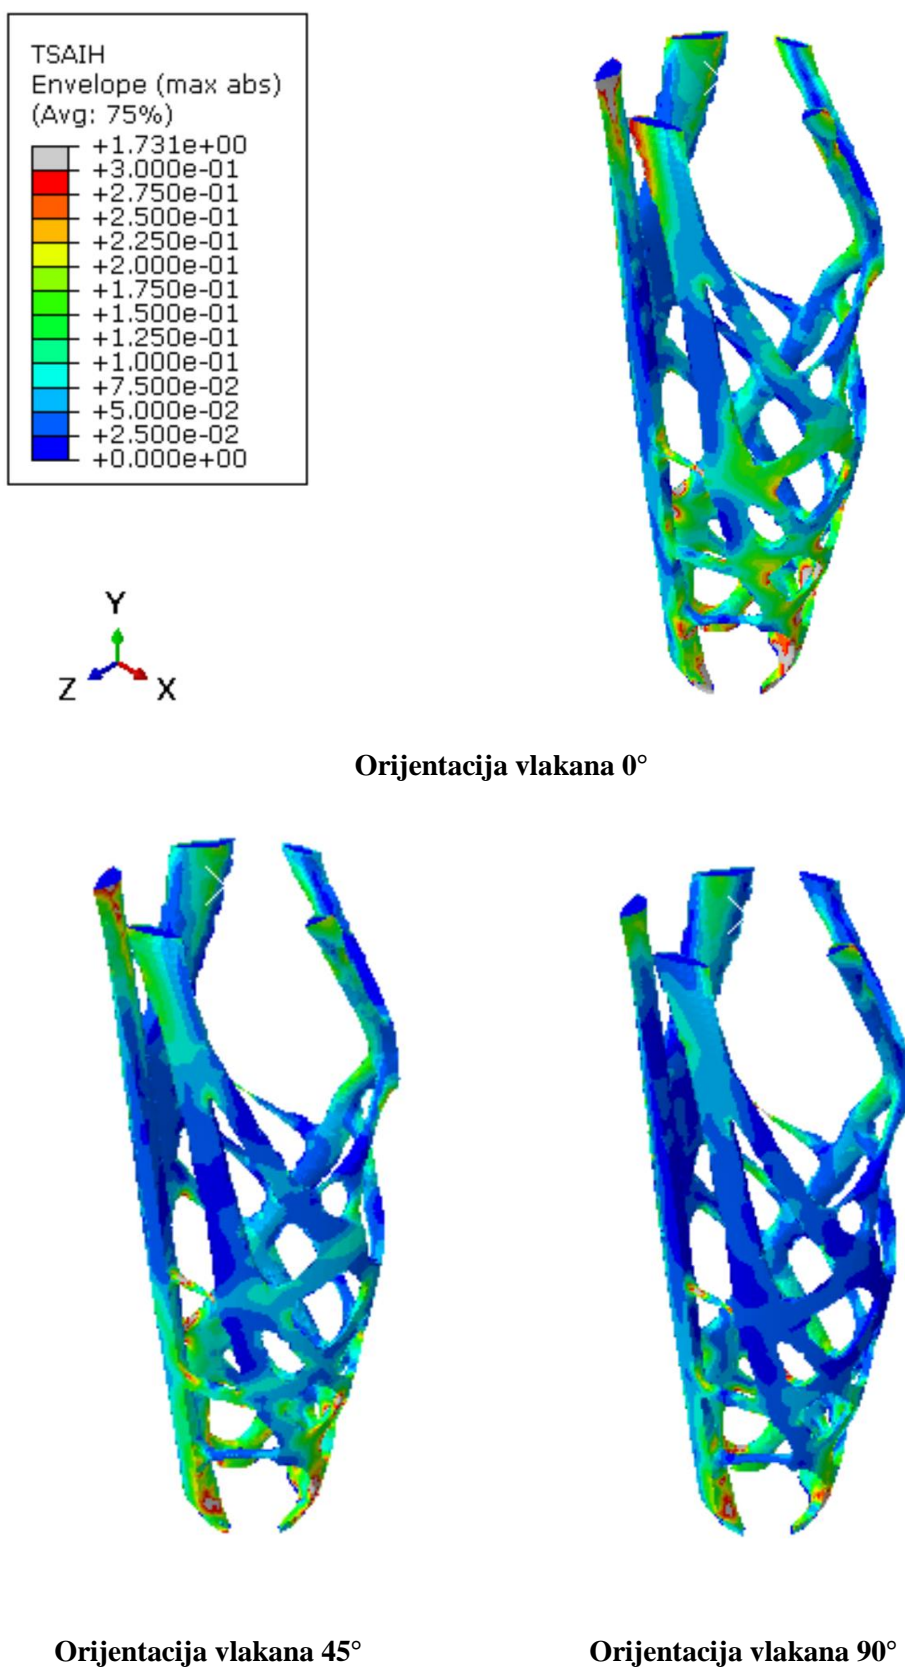 TSAIH
Envelope (max abs)
(Avg: 75%)
+1.731e+00
+3.000e-01
+2.750e-01
+2.500e-01
+2.250e-01
+2.000e-01
+1.750e-01
+1.500e-01
+1.250e-01
+1.000e-01
+7.500e-02
+5.000e-02
+2.500e-02
+0.000e+00
Y
Z
X
Orijentacija vlakana 0°
Orijentacija vlakana 45°
Orijentacija vlakana 90°